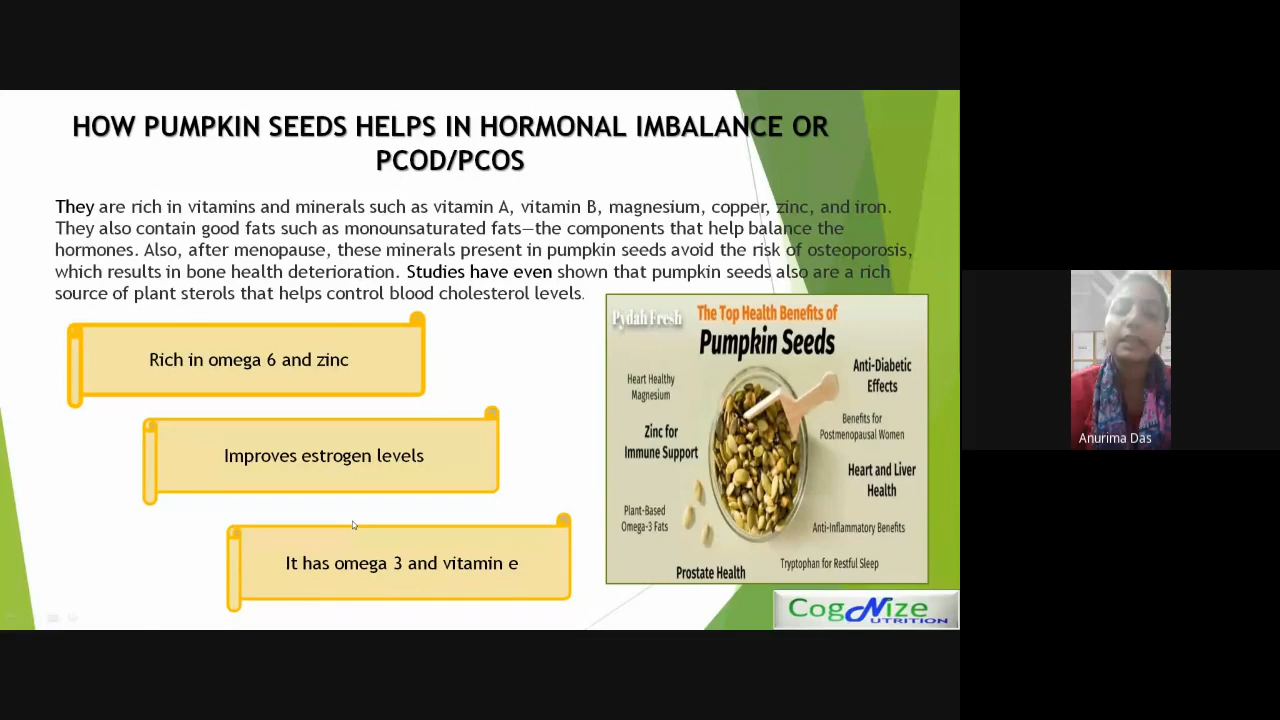 HOW PUMPKIN SEEDS HELPS IN HORMONAL IMBALANCE OR
PCOD/PCOS
They are rich in vitamins and minerals such as vitamin A, vitamin B, magnesium, copper, zinc, and iron.
They also contain good fats such as monounsaturated fats—the components that help balance the
hormones. Also, after menopause, these minerals present in pumpkin seeds avoid the risk of osteoporosis,
which results in bone health deterioration. Studies have even shown that pumpkin seeds also are a rich
source of plant sterols that helps control blood cholesterol levels.
Rich in omega 6 and zinc
Improves estrogen levels
It has omega 3 and vitamin e
Pydah Fresh
The Top Health Benefits of
Pumpkin Seeds
Heart Healthy
Magnesium
Zinc for
Immune Support
Plant-Based
Omega-3 Fats
Prostate Health
Anti-Diabetic
Effects
Benefits for
Postmenopausal Women
Heart and Liver
Health
Anti-Inflammatory Benefits
Tryptophan for Restful Sleep
CogNize
NUTRITION
Anurima Das